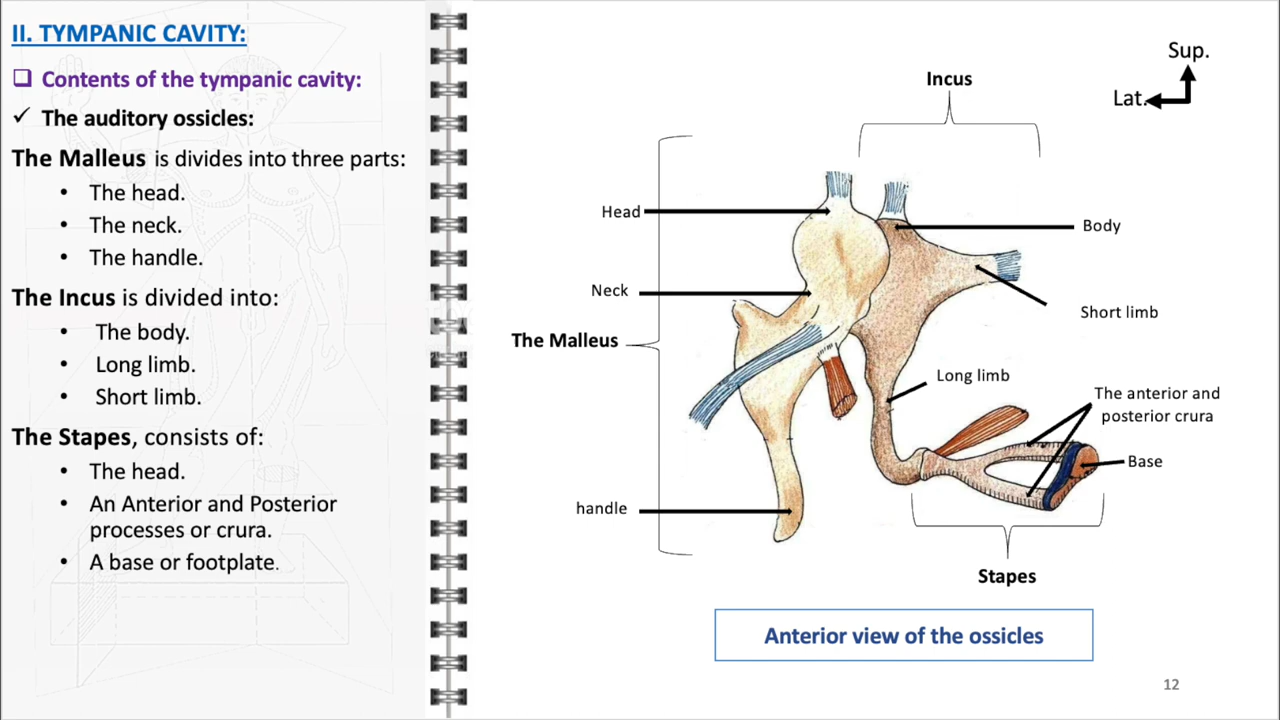 II. TYMPANIC CAVITY:
❑ Contents of the tympanic cavity:
✓ The auditory ossicles:
The Malleus is divides into three parts:
• The head.
• The neck.
• The handle.
The Incus is divided into:
• The body.
• Long limb.
• Short limb.
The Stapes, consists of:
• The head.
• An Anterior and Posterior
processes or crura.
• A base or footplate.
Sup.
Lat.
Incus
Head
Body
Neck
Short limb
The Malleus
Long limb
The anterior and
posterior crura
Base
handle
Stapes
Anterior view of the ossicles
12